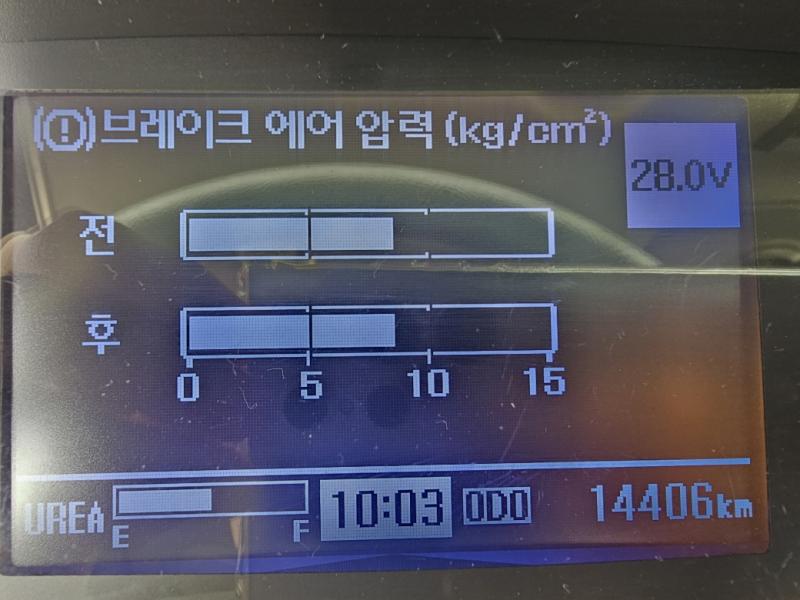 (!)브레이크 에어 압력 (kg/cm²)
28.0V
전
후
0 5 10 15
UREA E F 10:03 ODO 14406km